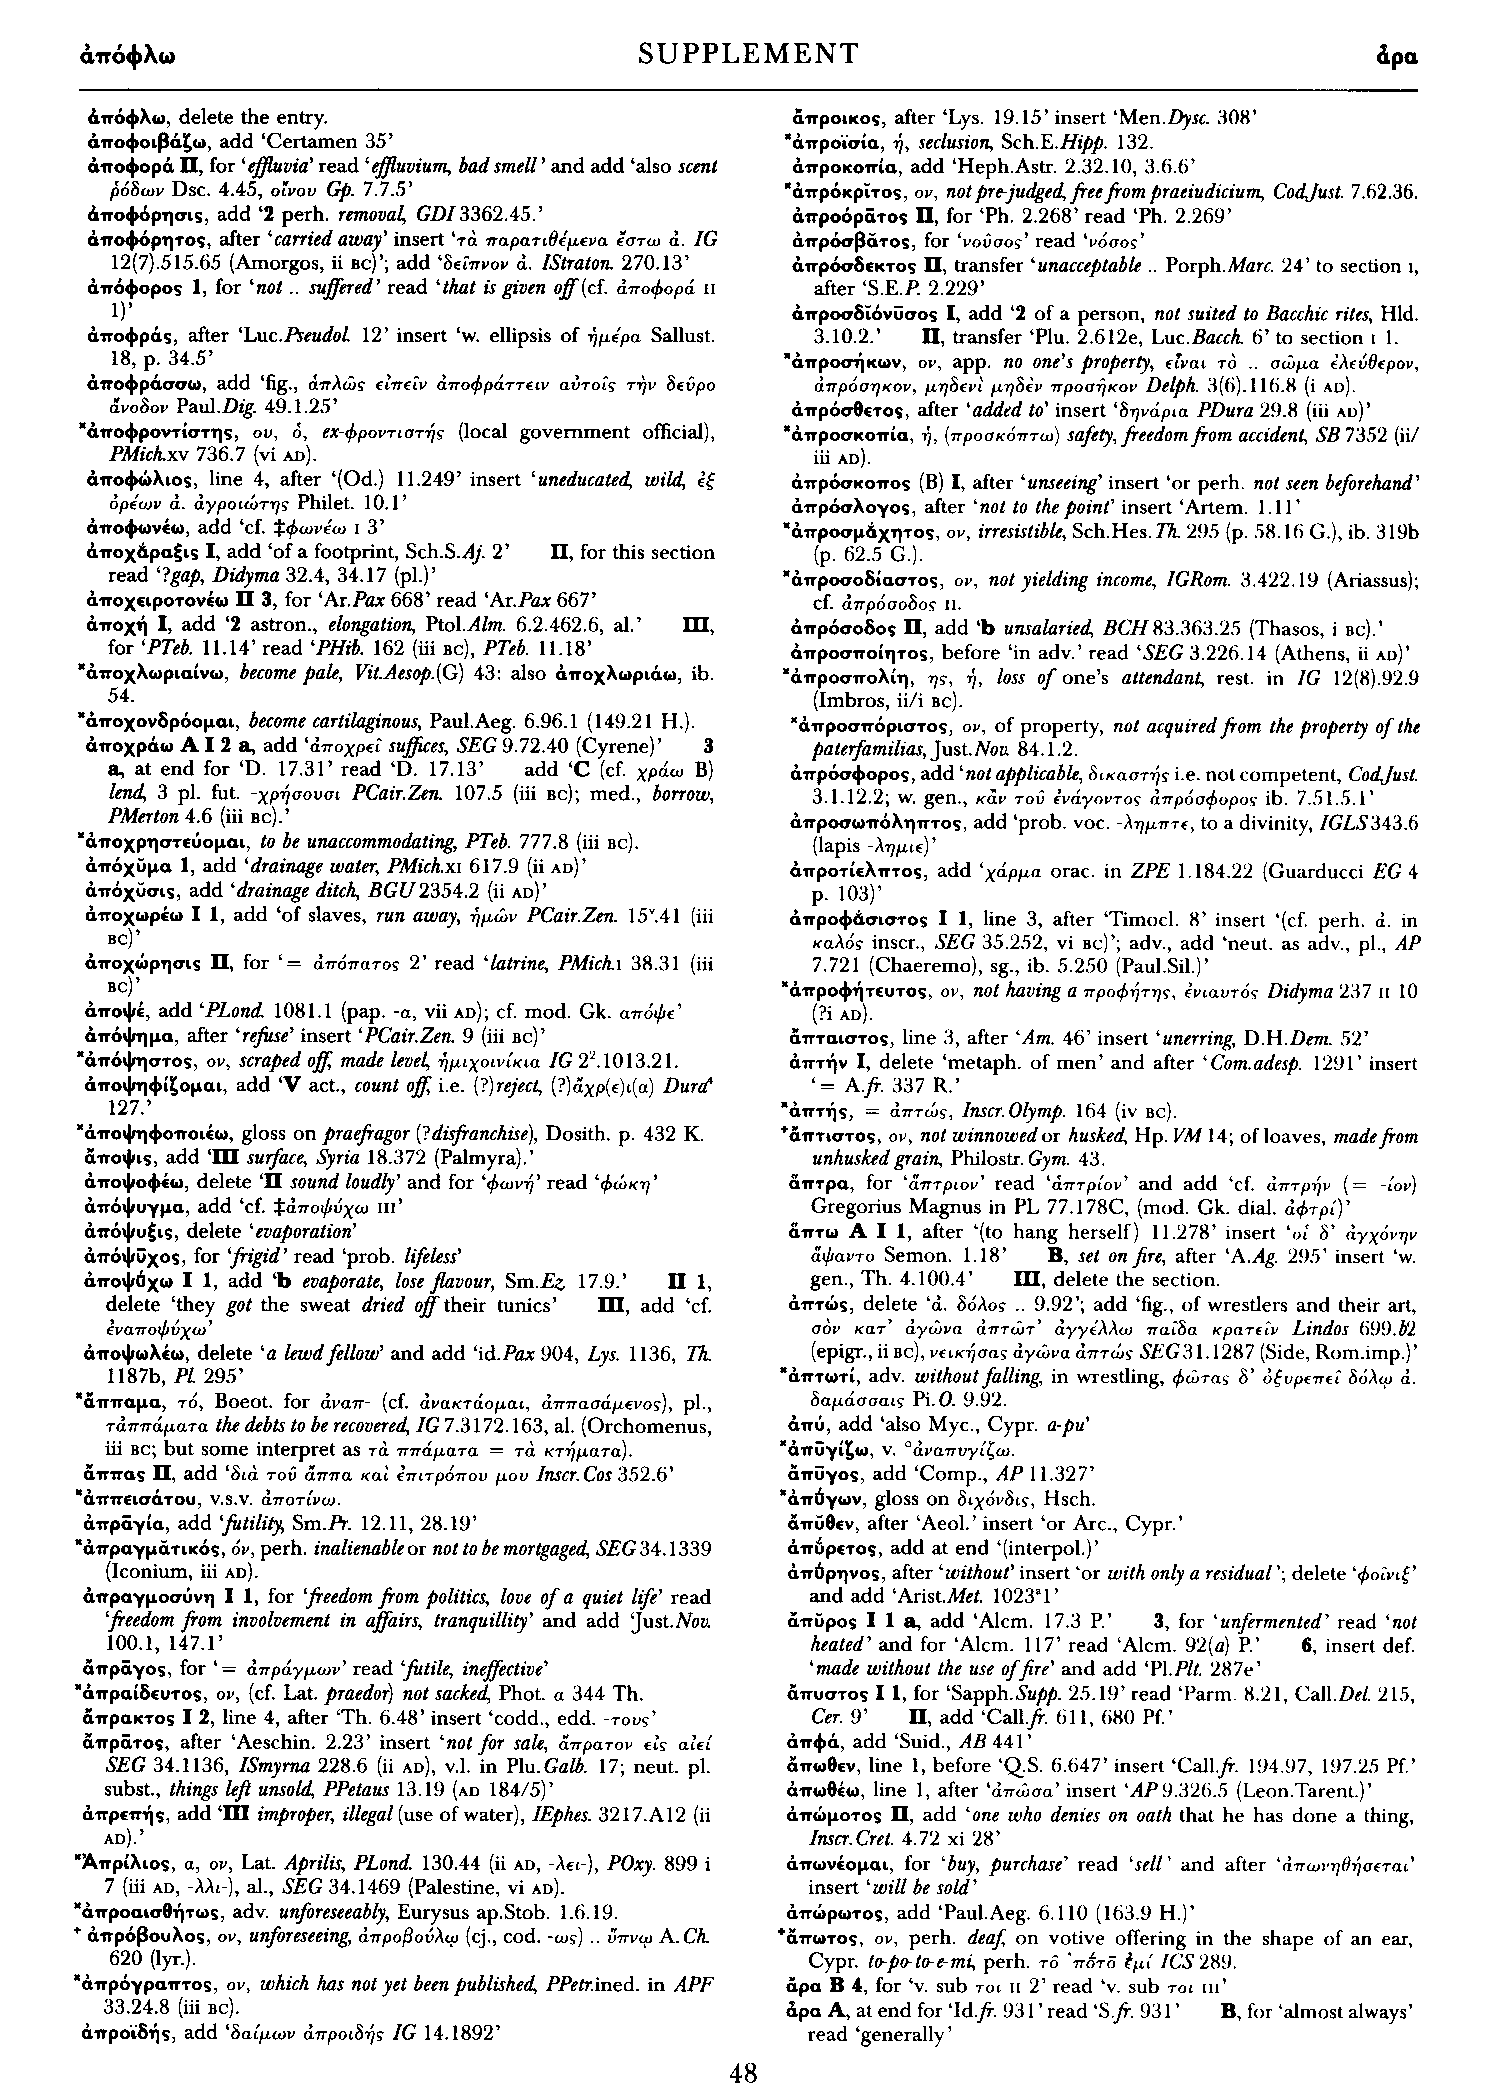 ἀπόφλω
SUPPLEMENT
ἆρα
ἀπόφλω, delete the entry.
ἀποφοιβάζω, add ‘Certamen 35’
ἀποφορά II, for ‘effluvia’ read ‘effluvium, bad smell’ and add ‘also scent
ῥόδων Dsc. 4.45, οἴνου Gp. 7.7.5’
ἀποφόρησις, add ‘2 perh. removal, GDI 3362.45.’
ἀποφόρητος, after ‘carried away’ insert ‘τὰ παρατιθέμενα ἔστω ἀ. IG
12(7).515.65 (Amorgos, ii BC)’; add ‘δεῖπνον ἀ. IStraton. 270.13’
ἀπόφορος 1, for ‘not .. suffered’ read ‘that is given off (cf. ἀποφορά II
1)’
ἀποφράς, after ‘Luc.Pseudol. 12’ insert ‘w. ellipsis of ἡμέρα Sallust.
18, p. 34.5’
ἀποφράσσω, add ‘fig., ἁπλῶς εἰπεῖν ἀποφράττειν αὐτοῖς τὴν δεῦρο
ἄνοδον Paul.Dig. 49.1.25’
*ἀποφροντίστης, ου, ὁ, ex-φροντιστής (local government official),
PMich.xv 736.7 (vi AD).
ἀποφώλιος, line 4, after ‘(Od.) 11.249’ insert ‘uneducated, wild, ἐξ
ὀρέων ἀ. ἀγροιώτης Philet. 10.1’
ἀποφωνέω, add ‘cf. ‡φωνέω I 3’
ἀποχάραξις I, add ‘of a footprint, Sch.S.Aj. 2’ II, for this section
read ‘?gap, Didyma 32.4, 34.17 (pl.)’
ἀποχειροτονέω II 3, for ‘Ar.Pax 668’ read ‘Ar.Pax 667’
ἀποχή I, add ‘2 astron., elongation, Ptol.Alm. 6.2.462.6, al.’ III,
for ‘PTeb. 11.14’ read ‘PHib. 162 (iii BC), PTeb. 11.18’
*ἀποχλωριαίνω, become pale, Vit.Aesop.(G) 43: also ἀποχλωριάω, ib.
54.
*ἀποχονδρόομαι, become cartilaginous, Paul.Aeg. 6.96.1 (149.21 H.).
ἀποχράω A I 2 a, add ‘ἀποχρεῖ suffices, SEG 9.72.40 (Cyrene)’ 3
a, at end for ‘D. 17.31’ read ‘D. 17.13’ add ‘C (cf. χράω B)
lend, 3 pl. fut. -χρήσουσι PCair.Zen. 107.5 (iii BC); med., borrow,
PMerton 4.6 (iii BC).’
*ἀποχρηστεύομαι, to be unaccommodating, PTeb. 777.8 (iii BC).
ἀπόχῠμα 1, add ‘drainage water, PMich.xi 617.9 (ii AD)’
ἀπόχῠσις, add ‘drainage ditch, BGU 2354.2 (ii AD)’
ἀποχωρέω I 1, add ‘of slaves, run away, ἡμῶν PCair.Zen. 15ᵛ.41 (iii
BC)’
ἀποχώρησις II, for ‘= ἀπόπατος 2’ read ‘latrine, PMich.i 38.31 (iii
BC)’
ἀποψέ, add ‘PLond. 1081.1 (pap. -α, vii AD); cf. mod. Gk. απόψε’
ἀπόψημα, after ‘refuse’ insert ‘PCair.Zen. 9 (iii BC)’
*ἀπόψηστος, ον, scraped off, made level, ἡμιχοινίκια IG 2².1013.21.
ἀποψηφίζομαι, add ‘V act., count off, i.e. (?)reject, (?)ἄχρ(ε)ι(α) Dura⁴
127.’
*ἀποψηφοποιέω, gloss on praefragor (?disfranchise), Dosith. p. 432 K.
ἄποψις, add ‘III surface, Syria 18.372 (Palmyra).’
ἀποψοφέω, delete ‘II sound loudly’ and for ‘φωνή’ read ‘φώκη’
ἀπόψυγμα, add ‘cf. ‡ἀποψύχω III’
ἀπόψυξις, delete ‘evaporation’
ἀπόψῡχος, for ‘frigid’ read ‘prob. lifeless’
ἀποψύχω I 1, add ‘b evaporate, lose flavour, Sm.Ez. 17.9.’ II 1,
delete ‘they got the sweat dried off their tunics’ III, add ‘cf.
ἐναποψύχω’
ἀποψωλέω, delete ‘a lewd fellow’ and add ‘id.Pax 904, Lys. 1136, Th.
1187b, Pl. 295’
*ἄππαμα, τό, Boeot. for ἀναπ- (cf. ἀνακτάομαι, ἀππασάμενος), pl.,
τἀππάματα the debts to be recovered, IG 7.3172.163, al. (Orchomenus,
iii BC; but some interpret as τὰ ππάματα = τὰ κτήματα).
ἄππας II, add ‘διὰ τοῦ ἄππα καὶ ἐπιτρόπου μου Inscr.Cos 352.6’
*ἀππεισάτου, v.s.v. ἀποτίνω.
ἀπρᾱγία, add ‘futility, Sm.Pr. 12.11, 28.19’
*ἀπραγμᾰτικός, όν, perh. inalienable or not to be mortgaged, SEG 34.1339
(Iconium, iii AD).
ἀπραγμοσύνη I 1, for ‘freedom from politics, love of a quiet life’ read
‘freedom from involvement in affairs, tranquillity’ and add ‘Just.Nov.
100.1, 147.1’
ἄπρᾱγος, for ‘= ἀπράγμων’ read ‘futile, ineffective’
*ἀπραίδευτος, ον, (cf. Lat. praedor) not sacked, Phot. α 344 Th.
ἄπρακτος I 2, line 4, after ‘Th. 6.48’ insert ‘codd., edd. -τους’
ἄπρᾱτος, after ‘Aeschin. 2.23’ insert ‘not for sale, ἄπρατον εἰς αἰεί
SEG 34.1136, ISmyrna 228.6 (ii AD), v.l. in Plu.Galb. 17; neut. pl.
subst., things left unsold, PPetaus 13.19 (AD 184/5)’
ἀπρεπής, add ‘III improper, illegal (use of water), IEphes. 3217.A12 (ii
AD).’
*Ἀπρίλιος, α, ον, Lat. Aprilis, PLond. 130.44 (ii AD, -λει-), POxy. 899 i
7 (iii AD, -λλι-), al., SEG 34.1469 (Palestine, vi AD).
*ἀπροαισθήτως, adv. unforeseeably, Eurysus ap.Stob. 1.6.19.
⁺ἀπρόβουλος, ον, unforeseeing, ἀπροβούλῳ (cj., cod. -ως) .. ὕπνῳ A.Ch.
620 (lyr.).
*ἀπρόγραπτος, ον, which has not yet been published, PPetr.ined. in APF
33.24.8 (iii BC).
ἀπροϊδής, add ‘δαίμων ἀπροιδής IG 14.1892’
ἄπροικος, after ‘Lys. 19.15’ insert ‘Men.Dysc. 308’
*ἀπροϊσία, ἡ, seclusion, Sch.E.Hipp. 132.
ἀπροκοπία, add ‘Heph.Astr. 2.32.10, 3.6.6’
*ἀπρόκρῐτος, ον, not pre-judged, free from praeiudicium, Cod.Just. 7.62.36.
ἀπροόρᾱτος II, for ‘Ph. 2.268’ read ‘Ph. 2.269’
ἀπρόσβᾰτος, for ‘νοῦσος’ read ‘νόσος’
ἀπρόσδεκτος II, transfer ‘unacceptable .. Porph.Marc. 24’ to section I,
after ‘S.E.P. 2.229’
ἀπροσδῐόνῡσος I, add ‘2 of a person, not suited to Bacchic rites, Hld.
3.10.2.’ II, transfer ‘Plu. 2.612e, Luc.Bacch. 6’ to section I 1.
*ἀπροσήκων, ον, app. no one’s property, εἶναι τὸ .. σῶμα ἐλεύθερον,
ἀπρόσηκον, μηδενὶ μηδὲν προσῆκον Delph. 3(6).116.8 (i AD).
ἀπρόσθετος, after ‘added to’ insert ‘δηνάρια PDura 29.8 (iii AD)’
*ἀπροσκοπία, ἡ, (προσκόπτω) safety, freedom from accident, SB 7352 (ii/
iii AD).
ἀπρόσκοπος (B) I, after ‘unseeing’ insert ‘or perh. not seen beforehand’
ἀπρόσλογος, after ‘not to the point’ insert ‘Artem. 1.11’
*ἀπροσμάχητος, ον, irresistible, Sch.Hes.Th. 295 (p. 58.16 G.), ib. 319b
(p. 62.5 G.).
*ἀπροσοδίαστος, ον, not yielding income, IGRom. 3.422.19 (Ariassus);
cf. ἀπρόσοδος II.
ἀπρόσοδος II, add ‘b unsalaried, BCH 83.363.25 (Thasos, i BC).’
ἀπροσποίητος, before ‘in adv.’ read ‘SEG 3.226.14 (Athens, ii AD)’
*ἀπροσπολίη, ης, ἡ, loss of one’s attendant, rest. in IG 12(8).92.9
(Imbros, ii/i BC).
*ἀπροσπόριστος, ον, of property, not acquired from the property of the
paterfamilias, Just.Nov. 84.1.2.
ἀπρόσφορος, add ‘not applicable, δικαστής i.e. not competent, Cod.Just.
3.1.12.2; w. gen., κἂν τοῦ ἐνάγοντος ἀπρόσφορος ib. 7.51.5.1’
ἀπροσωπόληπτος, add ‘prob. voc. -λημπτε, to a divinity, IGLS 343.6
(lapis -λημιε)’
ἀπροτίελπτος, add ‘χάρμα orac. in ZPE 1.184.22 (Guarducci EG 4
p. 103)’
ἀπροφάσιστος I 1, line 3, after ‘Timocl. 8’ insert ‘(cf. perh. ἀ. in
καλός inscr., SEG 35.252, vi BC)’; adv., add ‘neut. as adv., pl., AP
7.721 (Chaeremo), sg., ib. 5.250 (Paul.Sil.)’
*ἀπροφήτευτος, ον, not having a προφήτης, ἐνιαυτός Didyma 237 II 10
(?i AD).
ἄπταιστος, line 3, after ‘Am. 46’ insert ‘unerring, D.H.Dem. 52’
ἀπτήν I, delete ‘metaph. of men’ and after ‘Com.adesp. 1291’ insert
‘= A.fr. 337 R.’
*ἀπτής, = ἀπτώς, Inscr.Olymp. 164 (iv BC).
⁺ἄπτιστος, ον, not winnowed or husked, Hp.VM 14; of loaves, made from
unhusked grain, Philostr.Gym. 43.
ἅπτρα, for ‘ἅπτριον’ read ‘ἁπτρίον’ and add ‘cf. ἁπτρήν (= -ίον)
Gregorius Magnus in PL 77.178C, (mod. Gk. dial. ἀφτρί)’
ἅπτω A I 1, after ‘(to hang herself) 11.278’ insert ‘οἱ δ’ ἀγχόνην
ἅψαντο Semon. 1.18’ B, set on fire, after ‘A.Ag. 295’ insert ‘w.
gen., Th. 4.100.4’ III, delete the section.
ἀπτώς, delete ‘ἀ. δόλος .. 9.92’; add ‘fig., of wrestlers and their art,
σὸν κατ’ ἀγῶνα ἀπτῶτ’ ἀγγέλλω παῖδα κρατεῖν Lindos 699.b2
(epigr., ii BC), νεικήσας ἀγῶνα ἀπτώς SEG 31.1287 (Side, Rom.imp.)’
*ἀπτωτί, adv. without falling, in wrestling, φῶτας δ’ ὀξυρεπεῖ δόλῳ ἀ.
δαμάσσαις Pi.O. 9.92.
ἀπύ, add ‘also Myc., Cypr. a-pu’
*ἀπῡγίζω, v. °ἀναπυγίζω.
ἄπῡγος, add ‘Comp., AP 11.327’
*ἀπύγων, gloss on διχόνδις, Hsch.
ἄπῠθεν, after ‘Aeol.’ insert ‘or Arc., Cypr.’
ἀπύρετος, add at end ‘(interpol.)’
ἀπύρηνος, after ‘without’ insert ‘or with only a residual’; delete ‘φοῖνιξ’
and add ‘Arist.Met. 1023ᵃ1’
ἄπῠρος I 1 a, add ‘Alcm. 17.3 P.’ 3, for ‘unfermented’ read ‘not
heated’ and for ‘Alcm. 117’ read ‘Alcm. 92(a) P.’ 6, insert def.
‘made without the use of fire’ and add ‘Pl.Plt. 287e’
ἄπυστος I 1, for ‘Sapph.Supp. 25.19’ read ‘Parm. 8.21, Call.Del. 215,
Cer. 9’ II, add ‘Call.fr. 611, 680 Pf.’
ἀπφά, add ‘Suid., AB 441’
ἄπωθεν, line 1, before ‘Q.S. 6.647’ insert ‘Call.fr. 194.97, 197.25 Pf.’
ἀπωθέω, line 1, after ‘ἀπῶσα’ insert ‘AP 9.326.5 (Leon.Tarent.)’
ἀπώμοτος II, add ‘one who denies on oath that he has done a thing,
Inscr.Cret. 4.72 xi 28’
ἀπωνέομαι, for ‘buy, purchase’ read ‘sell’ and after ‘ἀπωνηθήσεται’
insert ‘will be sold’
ἀπώρωτος, add ‘Paul.Aeg. 6.110 (163.9 H.)’
⁺ἄπωτος, ον, perh. deaf, on votive offering in the shape of an ear,
Cypr. to-po-to-e-mi, perh. τō ̓πότō ἐμί ICS 289.
ἄρα B 4, for ‘v. sub τοι II 2’ read ‘v. sub τοι III’
ἆρα A, at end for ‘Id.fr. 931’ read ‘S.fr. 931’ B, for ‘almost always’
read ‘generally’
48